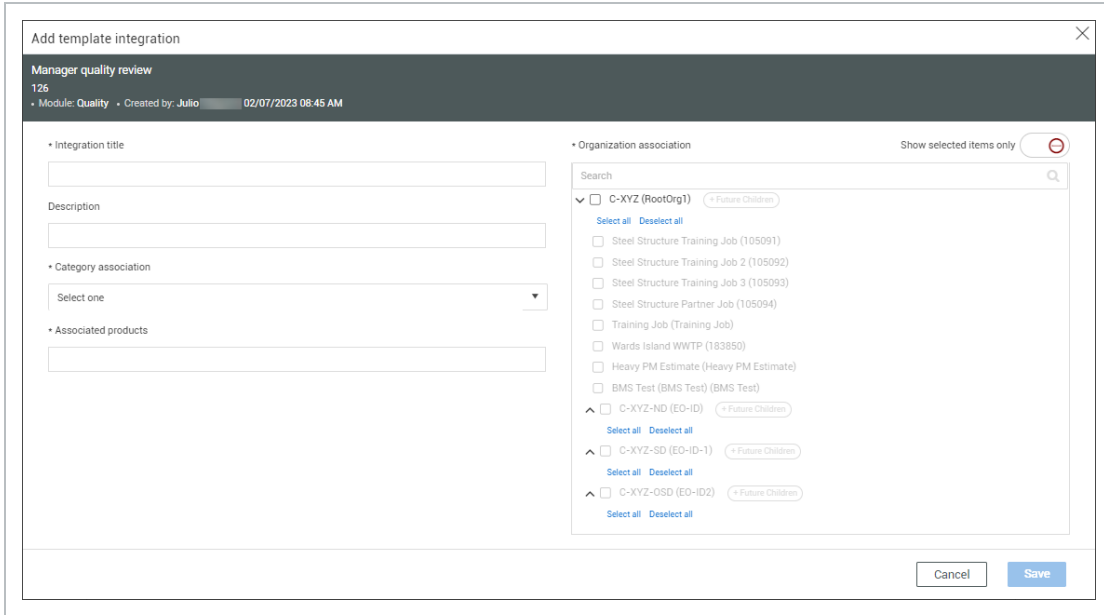 Add template integration
Manager quality review
126
• Module: Quality • Created by: Julio 02/07/2023 08:45 AM
• Integration title
Description
• Category association
Select one
• Associated products
• Organization association
Show selected items only
Search
C-XYZ (RootOrg1) + Future Children
Select all Deselect all
Steel Structure Training Job (105091)
Steel Structure Training Job 2 (105092)
Steel Structure Training Job 3 (105093)
Steel Structure Partner Job (105094)
Training Job (Training Job)
Wards Island WWTP (183850)
Heavy PM Estimate (Heavy PM Estimate)
BMS Test (BMS Test) (BMS Test)
C-XYZ-ND (EO-ID) + Future Children
Select all Deselect all
C-XYZ-SD (EO-ID-1) + Future Children
Select all Deselect all
C-XYZ-OSD (EO-ID2) + Future Children
Select all Deselect all
Cancel Save